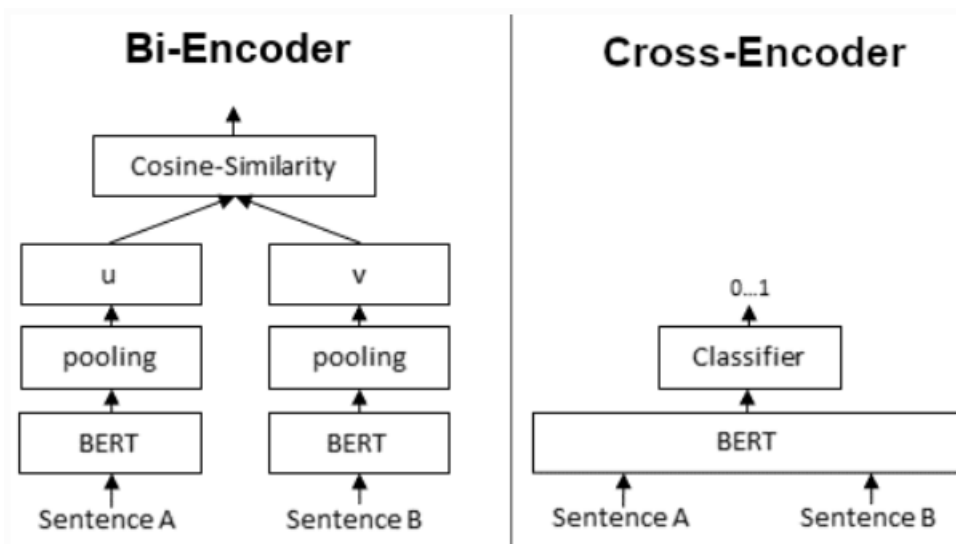 Bi-Encoder
Cosine-Similarity
u v
pooling pooling
BERT BERT
Sentence A Sentence B
Cross-Encoder
0...1
Classifier
BERT
Sentence A Sentence B